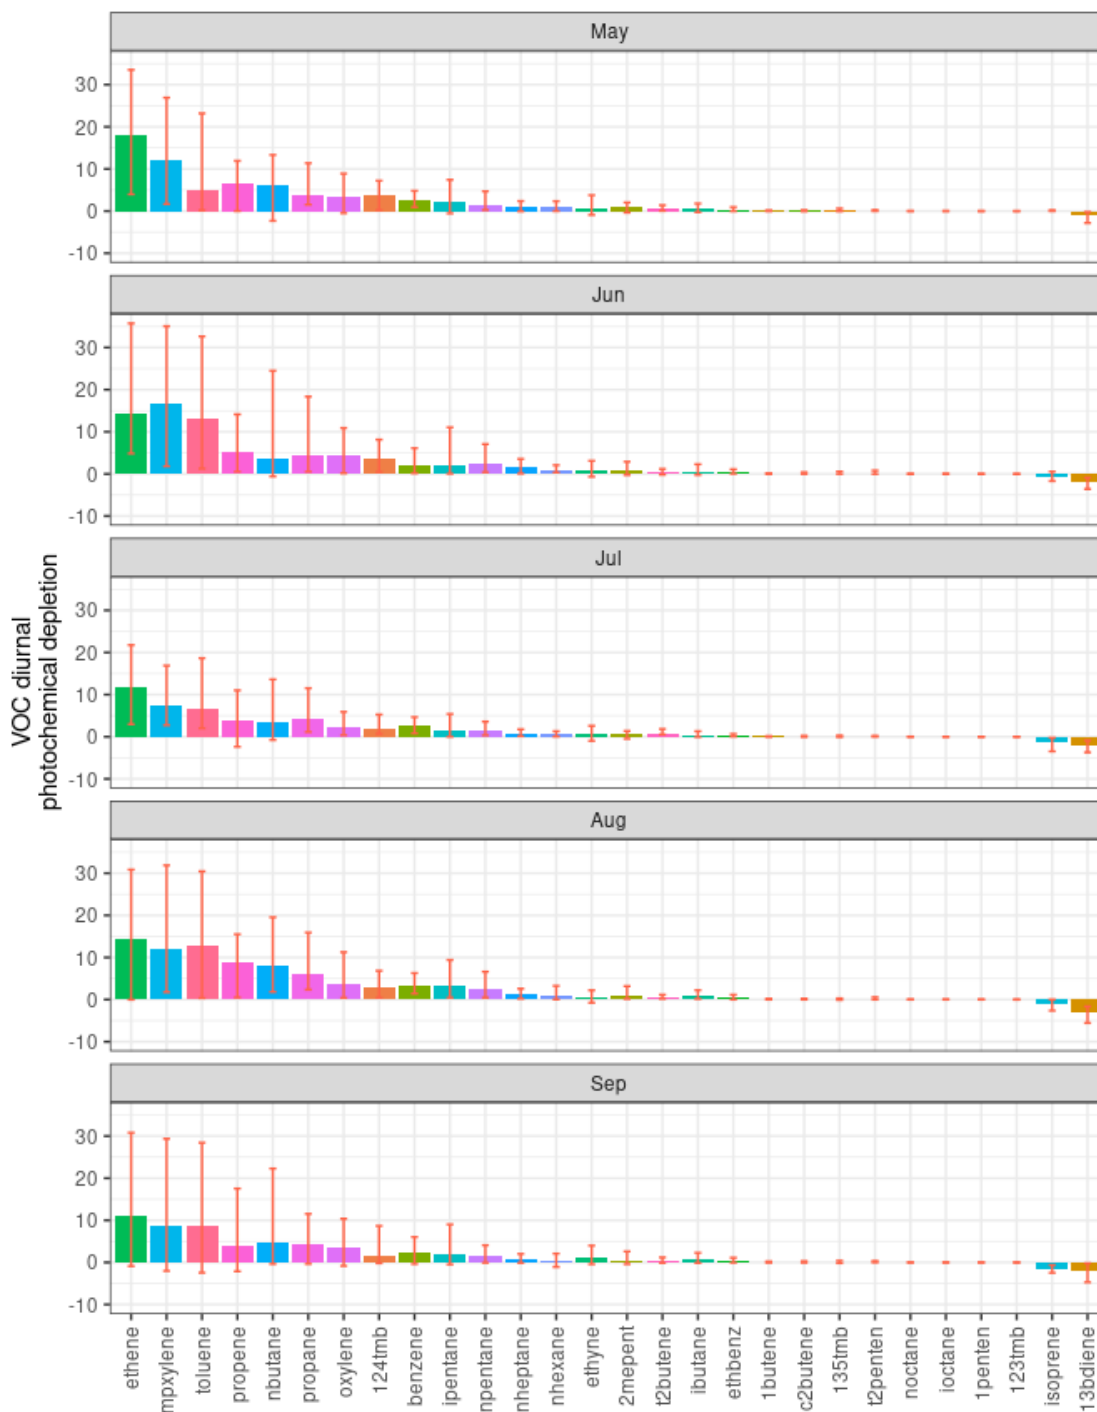 May
30
20
10
0
-10
Jun
30
20
10
0
-10
Jul
30
20
10
0
-10
Aug
30
20
10
0
-10
Sep
30
20
10
0
-10
VOC diurnal
photochemical depletion
ethene
mpxylene
toluene
propene
nbutane
propane
oxylene
124tmb
benzene
ipentane
npentane
nheptane
nhexane
ethyne
2mepent
t2butene
ibutane
ethbenz
1butene
c2butene
135tmb
t2penten
noctane
ioctane
1penten
123tmb
isoprene
13bdiene